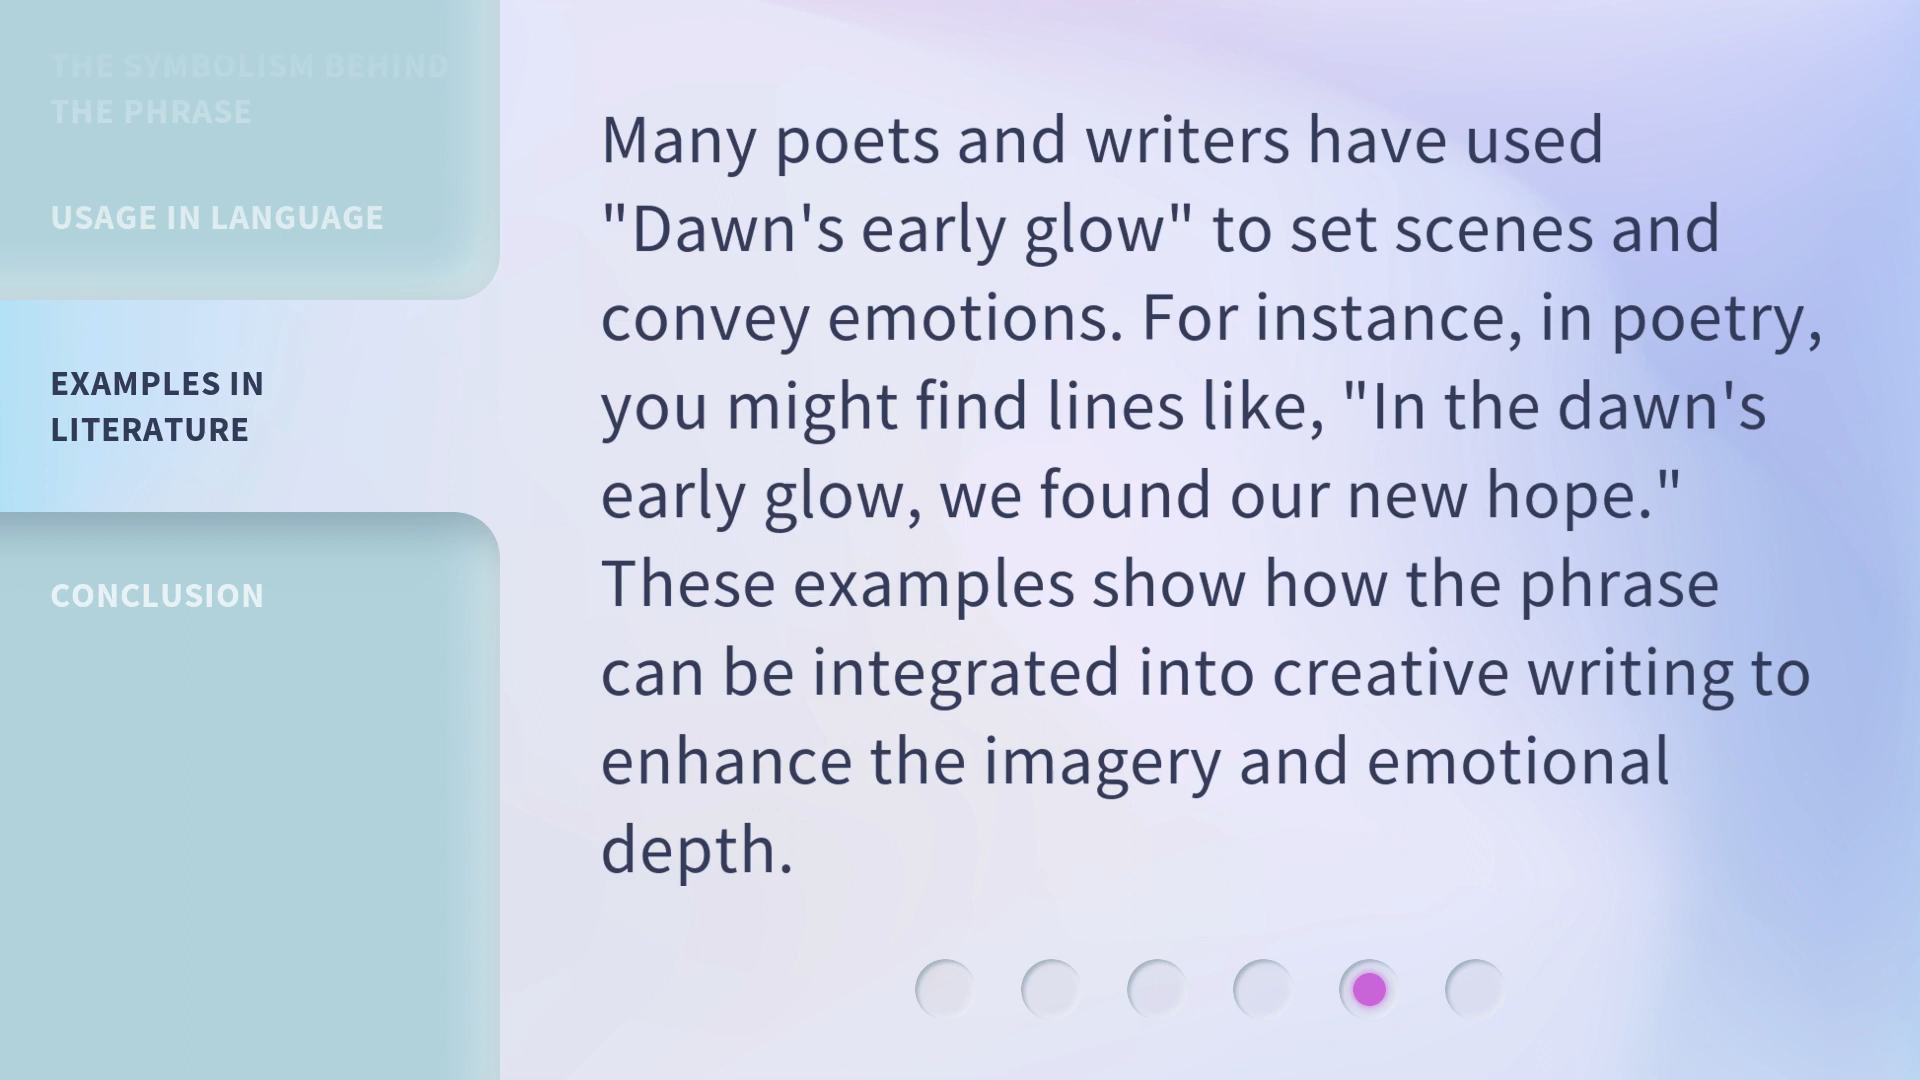 THE SYMBOLISM BEHIND
THE PHRASE
USAGE IN LANGUAGE
EXAMPLES IN
LITERATURE
CONCLUSION
Many poets and writers have used
"Dawn's early glow" to set scenes and
convey emotions. For instance, in poetry,
you might find lines like, "In the dawn's
early glow, we found our new hope."
These examples show how the phrase
can be integrated into creative writing to
enhance the imagery and emotional
depth.